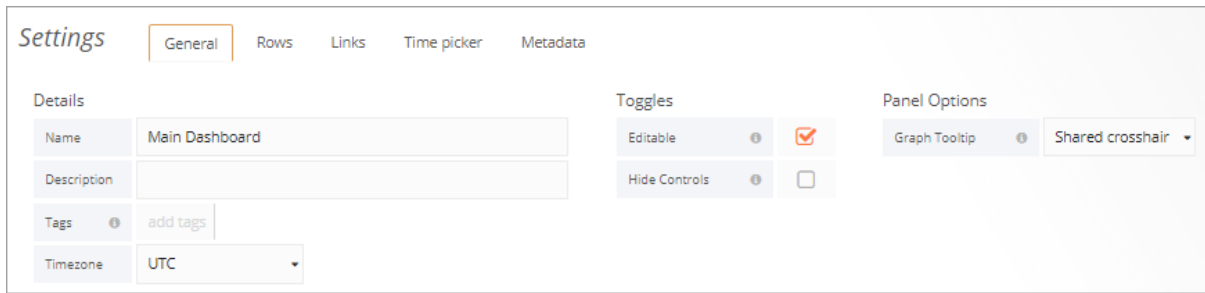 Settings General Rows Links Time picker Metadata
Details Toggles Panel Options
Name Main Dashboard Editable Graph Tooltip Shared crosshair
Description Hide Controls
Tags add tags
Timezone UTC